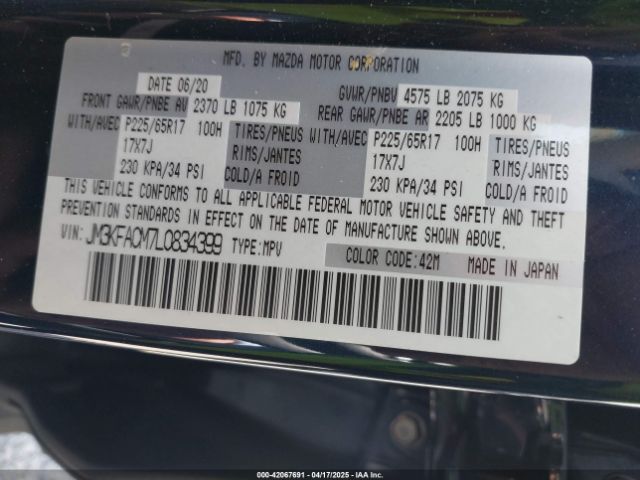 MFD. BY MAZDA MOTOR CORPORATION
DATE 06/20 GVWR/PNBV 4575 LB 2075 KG
FRONT GAWR/PNBE AV 2370 LB 1075 KG REAR GAWR/PNBE AR 2205 LB 1000 KG
WITH/AVEC P225/65R17 100H TIRES/PNEUS WITH/AVEC P225/65R17 100H TIRES/PNEUS
17X7J RIMS/JANTES 17X7J RIMS/JANTES
230 KPA/34 PSI COLD/A FROID 230 KPA/34 PSI COLD/A FROID
THIS VEHICLE CONFORMS TO ALL APPLICABLE FEDERAL MOTOR VEHICLE SAFETY AND THEFT
PREVENTION STANDARDS IN EFFECT ON THE DATE OF MANUFACTURE SHOWN ABOVE.
VIN: JM3KFACM7L0834399 TYPE:MPV COLOR CODE:42M MADE IN JAPAN
000-42067691 - 04/17/2025 - IAA Inc.